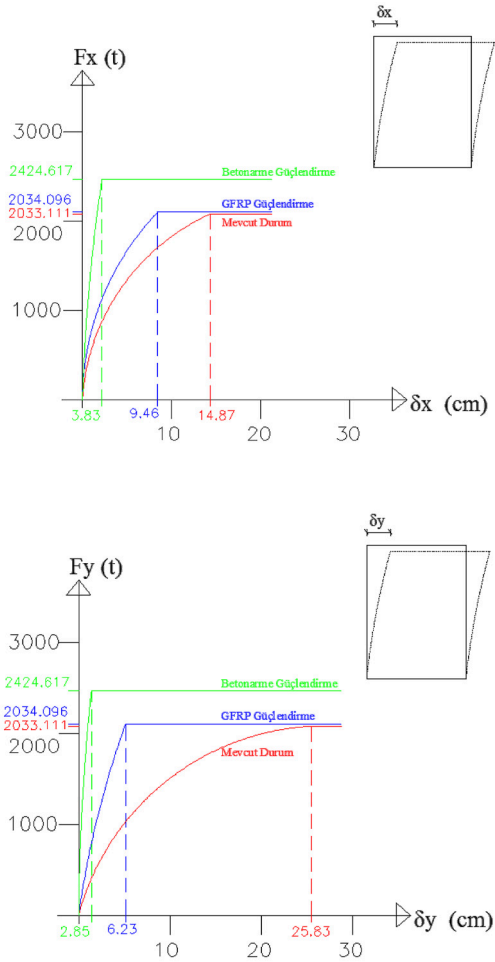 δx
Fx (t)
3000
2424.617
Betonarme Güçlendirme
2034.096
GFRP Güçlendirme
2033.111
Mevcut Durum
2000
1000
3.83
9.46
14.87
δx (cm)
10
30
δy
Fy (t)
3000
2424.617
Betonarme Güçlendirme
2034.096
GFRP Güçlendirme
2033.111
2000
Mevcut Durum
1000
2.85
6.23
25.83
δy (cm)
10
20
30